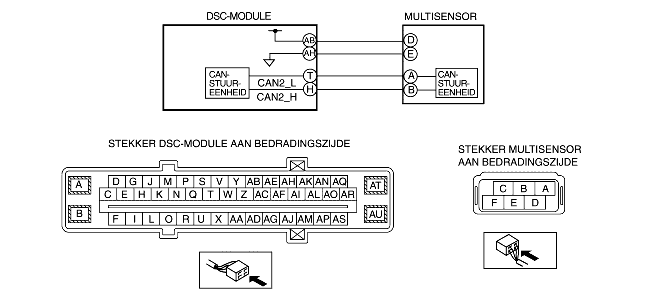 DSC-MODULE MULTISENSOR
AB D
AH E
CAN-
STUUR-
EENHEID
T A
CAN2_L
H B
CAN2_H
CAN-
STUUR-
EENHEID
STEKKER DSC-MODULE AAN BEDRADINGSZIJDE
A D G J M P S V Y AB AE AH AK AN AQ AT
C E H K N Q T W Z AC AF AI AL AO AR
B F I L O R U X AA AD AG AJ AM AP AS AU
STEKKER MULTISENSOR
AAN BEDRADINGSZIJDE
C B A
F E D